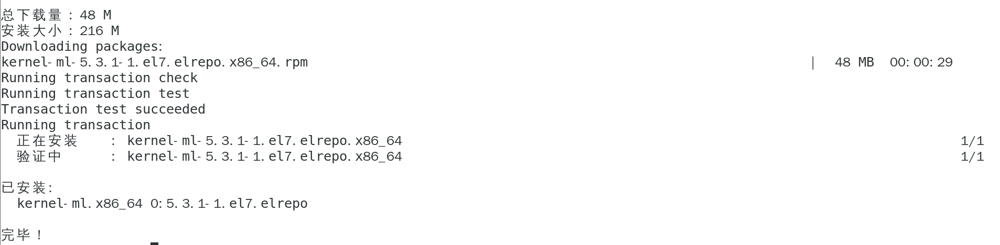 总下载量：48 M
安装大小：216 M
Downloading packages:
kernel-ml-5.3.1-1.el7.elrepo.x86_64.rpm | 48 MB 00:00:29
Running transaction check
Running transaction test
Transaction test succeeded
Running transaction
正在安装 : kernel-ml-5.3.1-1.el7.elrepo.x86_64 1/1
验证中 : kernel-ml-5.3.1-1.el7.elrepo.x86_64 1/1
已安装:
kernel-ml.x86_64 0:5.3.1-1.el7.elrepo
完毕！